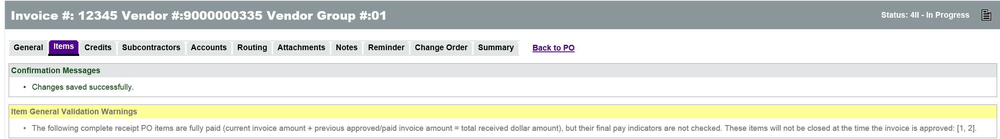 Invoice #: 12345 Vendor #:9000000335 Vendor Group #:01
Status: 4II - In Progress
General Items Credits Subcontractors Accounts Routing Attachments Notes Reminder Change Order Summary Back to PO
Confirmation Messages
• Changes saved successfully.
Item General Validation Warnings
• The following complete receipt PO items are fully paid (current invoice amount + previous approved/paid invoice amount = total received dollar amount), but their final pay indicators are not checked. These items will not be closed at the time the invoice is approved: [1, 2].